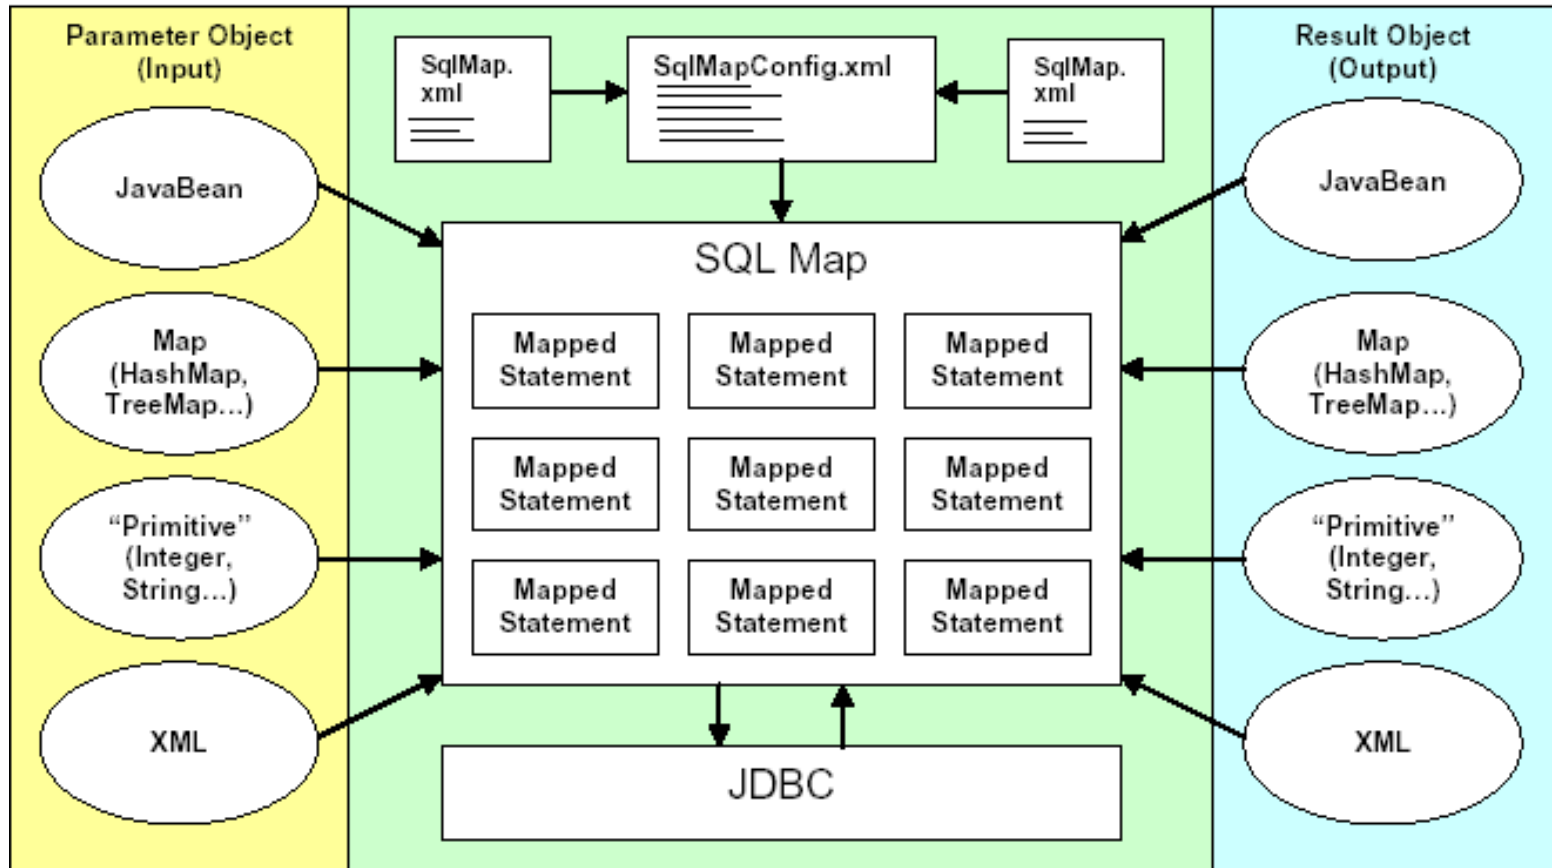 Parameter Object
(Input)
JavaBean
Map
(HashMap,
TreeMap...)
“Primitive”
(Integer,
String...)
XML
SqlMap.
xml
SqlMapConfig.xml
SqlMap.
xml
SQL Map
Mapped
Statement
Mapped
Statement
Mapped
Statement
Mapped
Statement
Mapped
Statement
Mapped
Statement
Mapped
Statement
Mapped
Statement
Mapped
Statement
JDBC
Result Object
(Output)
JavaBean
Map
(HashMap,
TreeMap...)
“Primitive”
(Integer,
String...)
XML